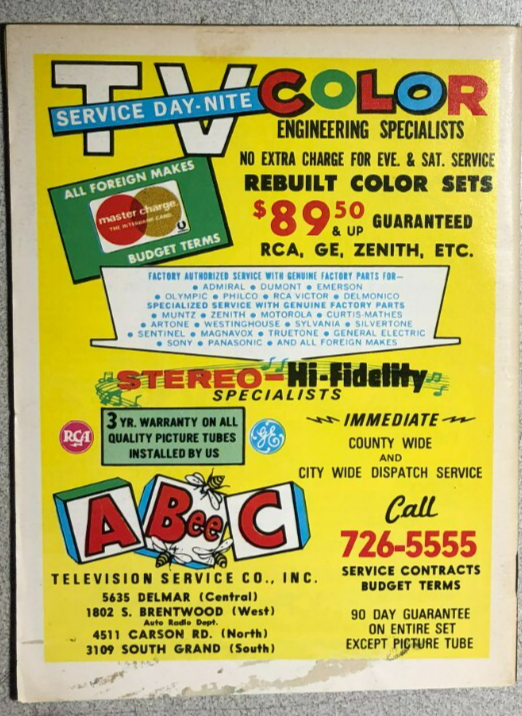 TV COLOR
SERVICE DAY-NITE
ENGINEERING SPECIALISTS
NO EXTRA CHARGE FOR EVE. & SAT. SERVICE
REBUILT COLOR SETS
$89.50 & UP GUARANTEED
RCA, GE, ZENITH, ETC.
ALL FOREIGN MAKES
master charge
THE INTERBANK CARD
BUDGET TERMS
FACTORY AUTHORIZED SERVICE WITH GENUINE FACTORY PARTS FOR—
• ADMIRAL • DUMONT • EMERSON
• OLYMPIC • PHILCO • RCA VICTOR • DELMONICO
SPECIALIZED SERVICE WITH GENUINE FACTORY PARTS
• MUNTZ • ZENITH • MOTOROLA • CURTIS-MATHES
• ARTONE • WESTINGHOUSE • SYLVANIA • SILVERTONE
• SENTINEL • MAGNAVOX • TRUETONE • GENERAL ELECTRIC
• SONY • PANASONIC • AND ALL FOREIGN MAKES
STEREO-Hi-Fidelity
SPECIALISTS
RCA
3 YR. WARRANTY ON ALL
QUALITY PICTURE TUBES
INSTALLED BY US
GE
IMMEDIATE
COUNTY WIDE
AND
CITY WIDE DISPATCH SERVICE
A Bee C
TELEVISION SERVICE CO., INC.
5635 DELMAR (Central)
1802 S. BRENTWOOD (West)
Auto Radio Dept.
4511 CARSON RD. (North)
3109 SOUTH GRAND (South)
Call
726-5555
SERVICE CONTRACTS
BUDGET TERMS
90 DAY GUARANTEE
ON ENTIRE SET
EXCEPT PICTURE TUBE